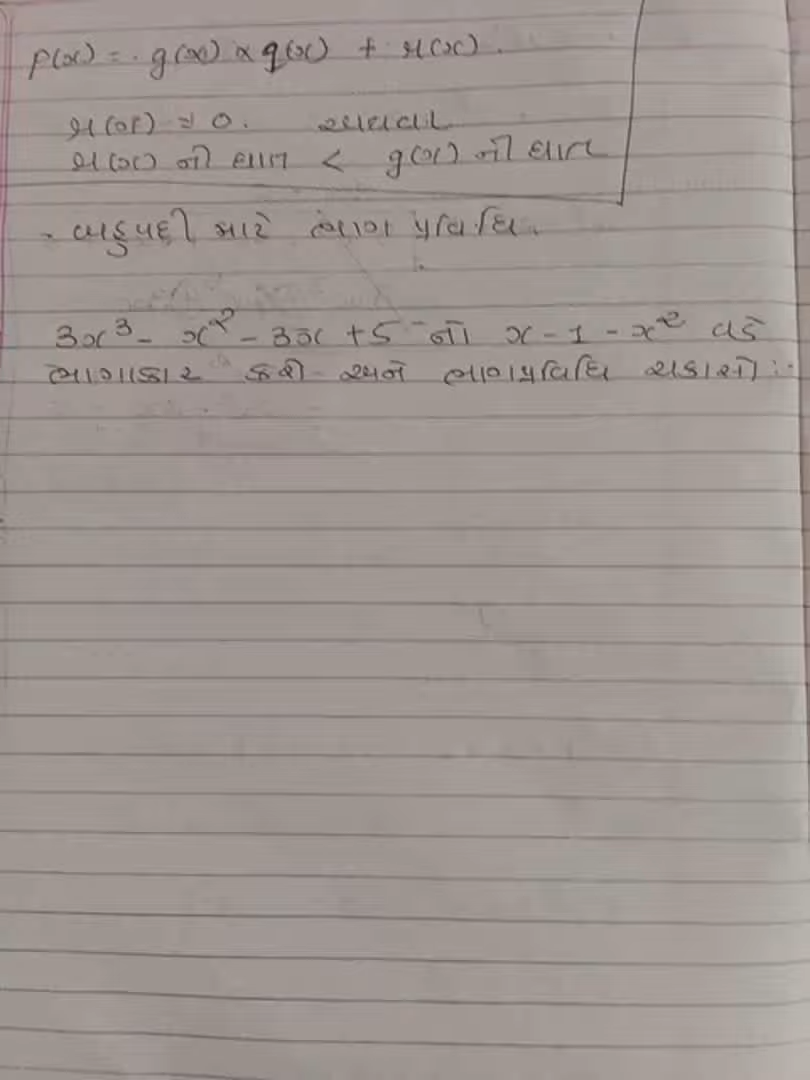 p(x) = g(x) × q(x) + r(x).
r(x) = 0. અથવા
r(x) ની ઘાત < g(x) ની ઘાત
- બહુપદી માટે ભાગ પ્રવિધિ.
3x³ - x² - 3x + 5 નો x - 1 - x² વડે
ભાગાકાર કરી અને ભાગપ્રવિધિ ચકાસો :-